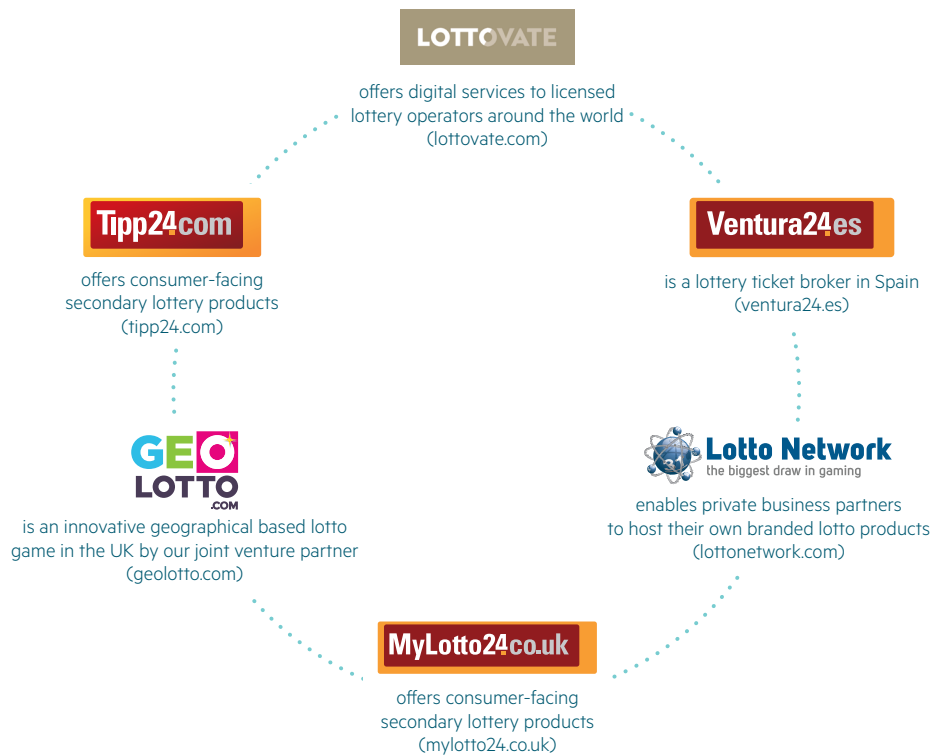 LOTTOVATE
offers digital services to licensed
lottery operators around the world
(lottovate.com)
Tipp24.com
offers consumer-facing
secondary lottery products
(tipp24.com)
Ventura24.es
is a lottery ticket broker in Spain
(ventura24.es)
GEO
LOTTO
.COM
is an innovative geographical based lotto
game in the UK by our joint venture partner
(geolotto.com)
Lotto Network
the biggest draw in gaming
enables private business partners
to host their own branded lotto products
(lottonetwork.com)
MyLotto24.co.uk
offers consumer-facing
secondary lottery products
(mylotto24.co.uk)